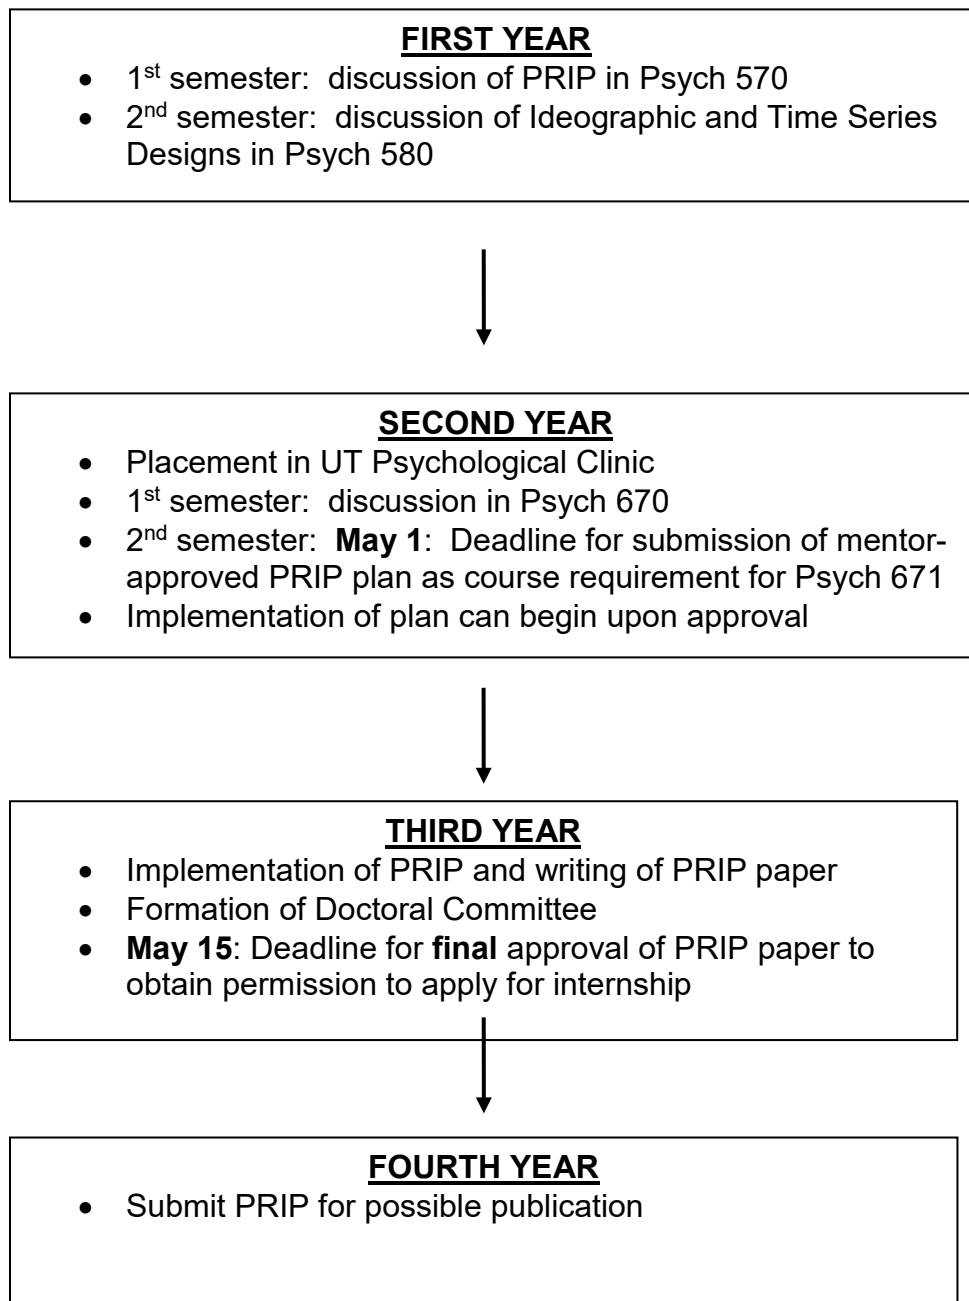 FIRST YEAR
• 1st semester:  discussion of PRIP in Psych 570
• 2nd semester:  discussion of Ideographic and Time Series
Designs in Psych 580
SECOND YEAR
• Placement in UT Psychological Clinic
• 1st semester:  discussion in Psych 670
• 2nd semester:  May 1:  Deadline for submission of mentor-
approved PRIP plan as course requirement for Psych 671
• Implementation of plan can begin upon approval
THIRD YEAR
• Implementation of PRIP and writing of PRIP paper
• Formation of Doctoral Committee
• May 15: Deadline for final approval of PRIP paper to
obtain permission to apply for internship
FOURTH YEAR
• Submit PRIP for possible publication